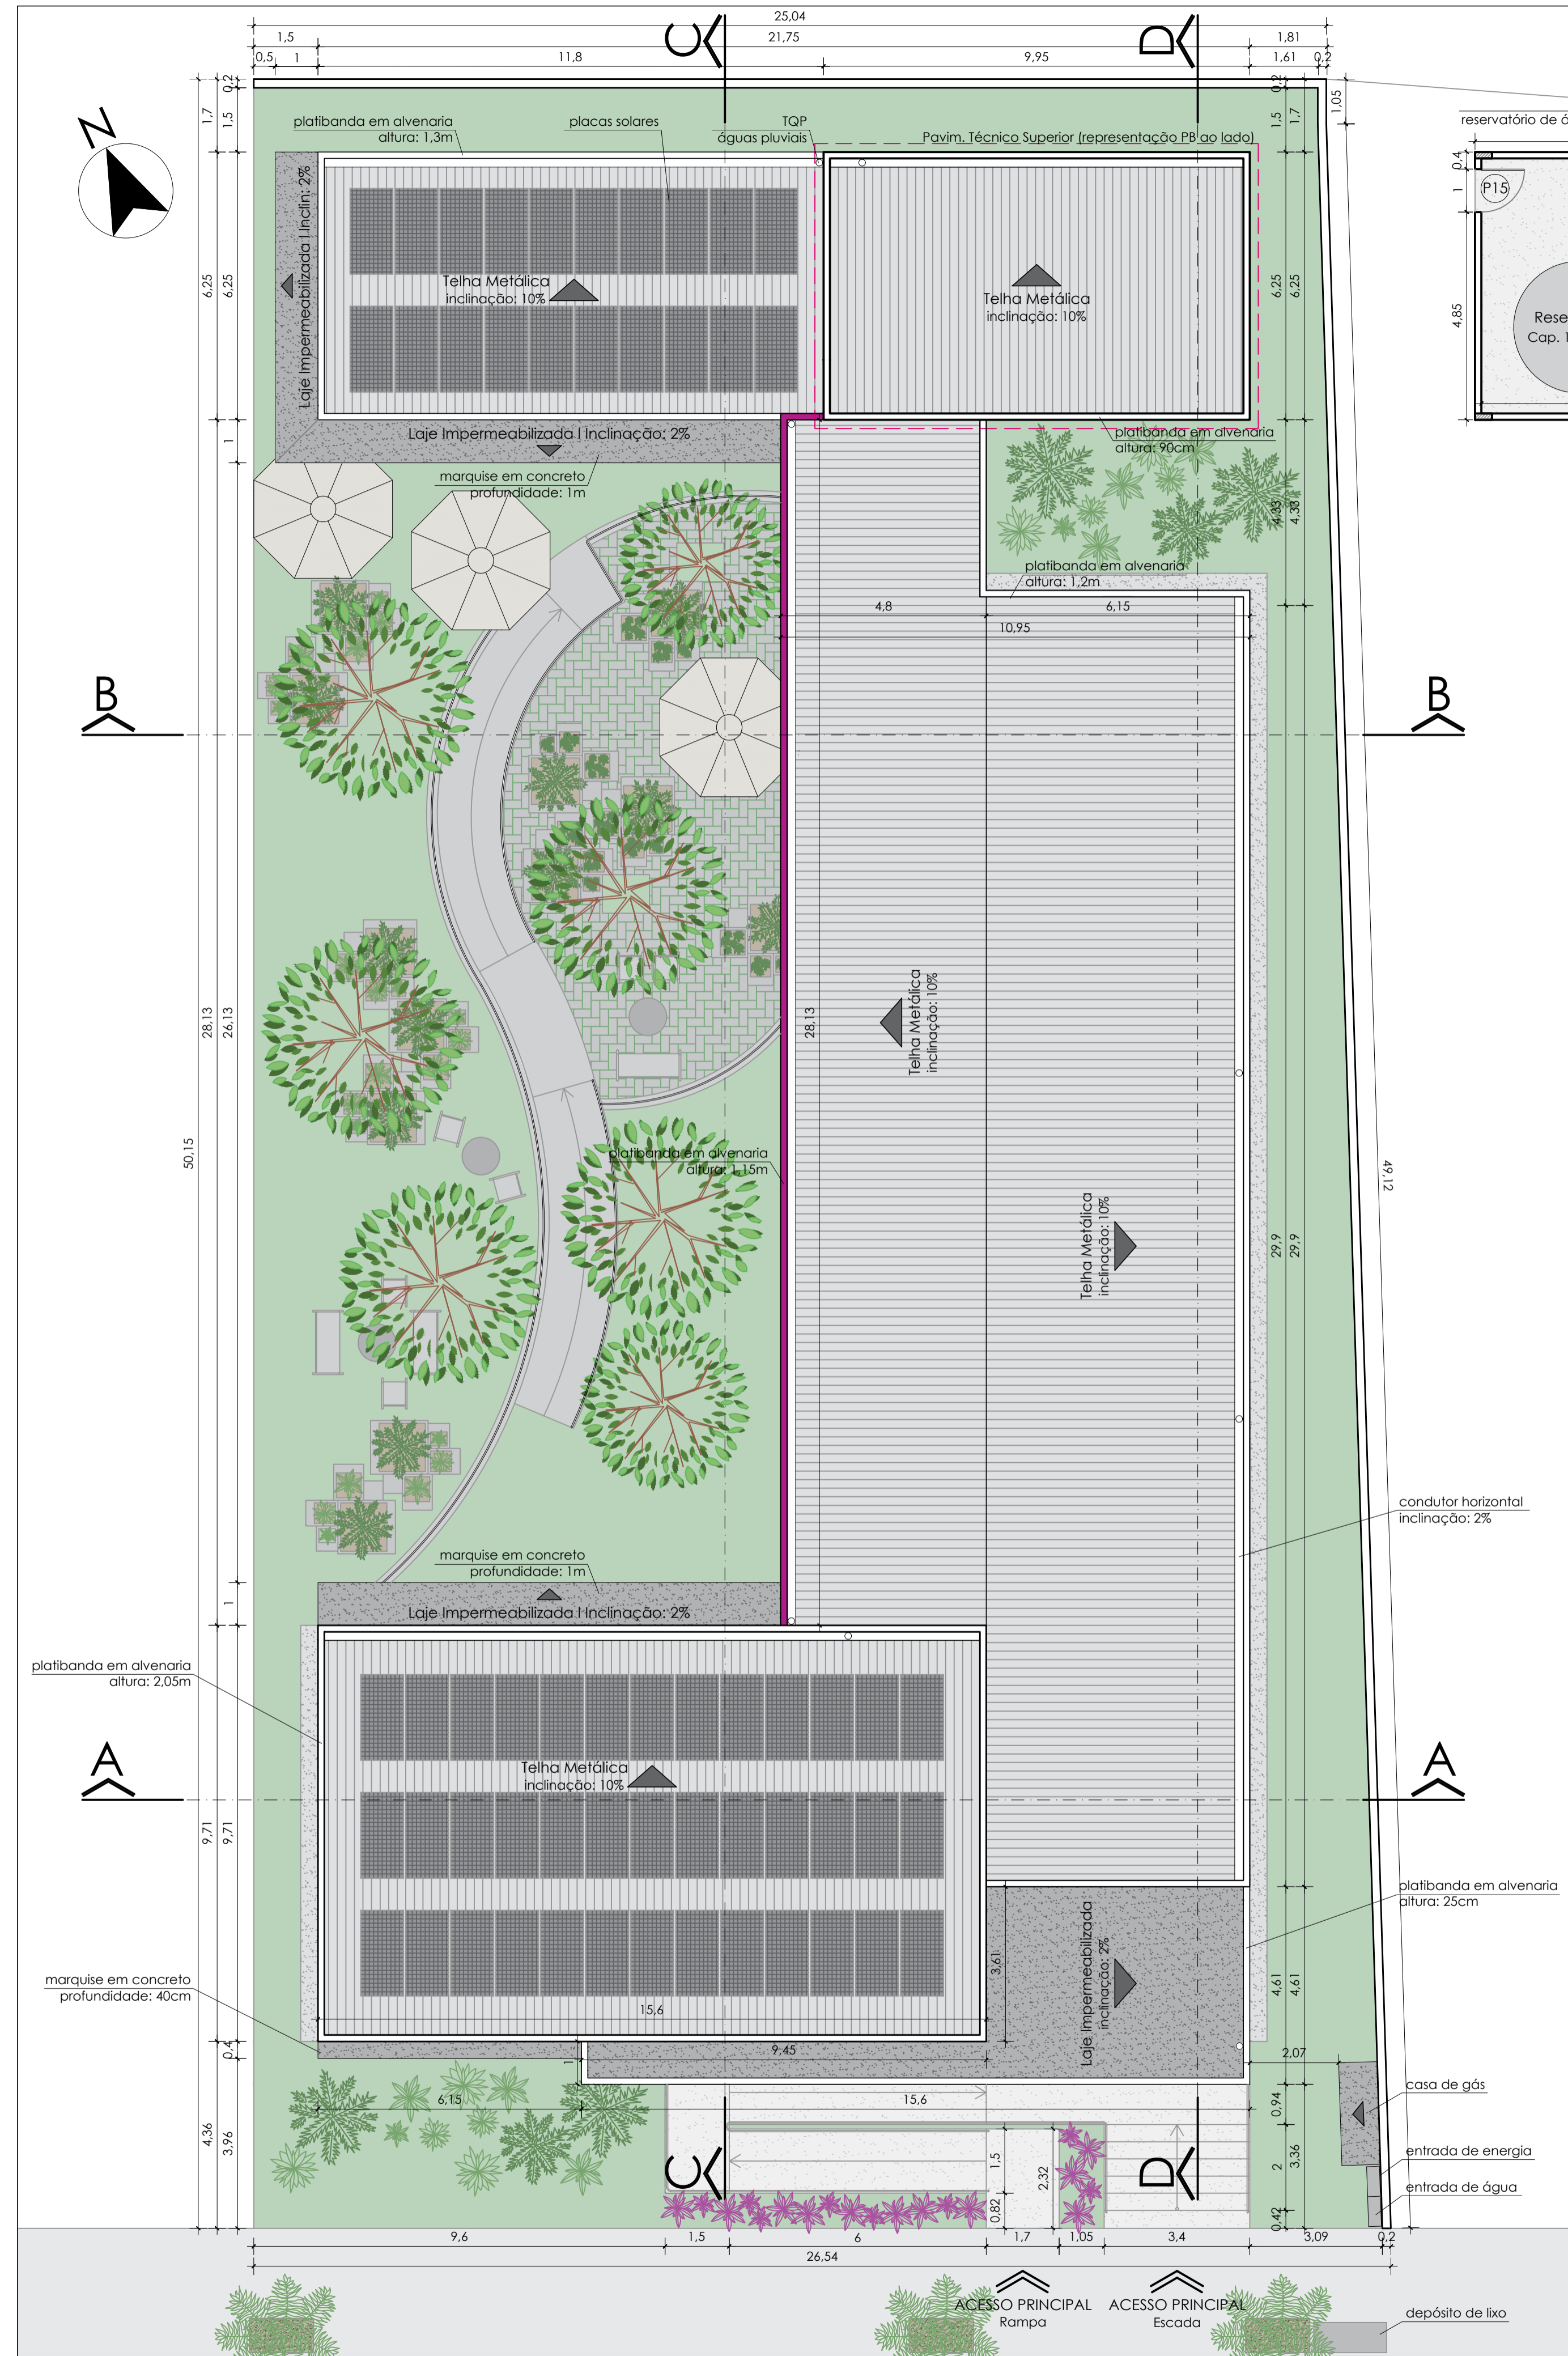 25,04
1,5
21,75
1,81
0,5
1
11,8
9,95
1,61
0,2
C
D
N
0,2
1,7
1,5
0,2
1,5
1,7
1,05
platibanda em alvenaria
altura: 1,3m
placas solares
TQP
águas pluviais
Pavim. Técnico Superior (representação PB ao lado)
reservatório de á
0,4
1
P15
4,85
Rese
Cap. 1
Laje Impermeabilizada | Inclin: 2%
6,25
6,25
Telha Metálica
inclinação: 10%
Telha Metálica
inclinação: 10%
6,25
6,25
1
Laje Impermeabilizada | Inclinação: 2%
marquise em concreto
profundidade: 1m
platibanda em alvenaria
altura: 90cm
4,33
4,33
platibanda em alvenaria
altura: 1,2m
4,8
6,15
10,95
B
B
Telha Metálica
inclinação: 10%
28,13
28,13
26,13
50,15
49,12
platibanda em alvenaria
altura: 1,15m
Telha Metálica
inclinação: 10%
29,9
29,9
condutor horizontal
inclinação: 2%
marquise em concreto
profundidade: 1m
1
Laje Impermeabilizada | Inclinação: 2%
platibanda em alvenaria
altura: 2,05m
A
A
Telha Metálica
inclinação: 10%
9,71
9,71
platibanda em alvenaria
altura: 25cm
marquise em concreto
profundidade: 40cm
Laje Impermeabilizada
inclinação: 2%
3,61
4,61
4,61
15,6
0,4
9,45
1
2,07
casa de gás
6,15
15,6
0,94
4,36
3,96
C
D
1,5
2,32
2
3,36
entrada de energia
entrada de água
0,82
0,42
9,6
1,5
6
1,7
1,05
3,4
3,09
0,2
26,54
ACESSO PRINCIPAL
Rampa
ACESSO PRINCIPAL
Escada
depósito de lixo